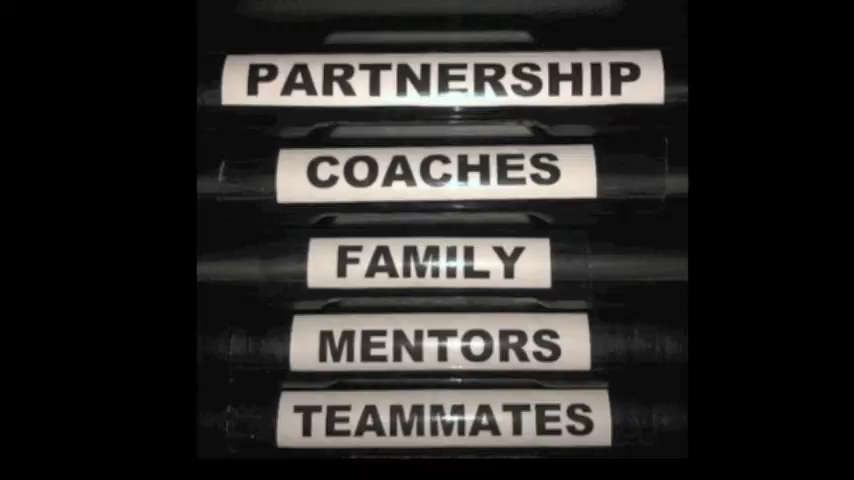 PARTNERSHIP
COACHES
FAMILY
MENTORS
TEAMMATES